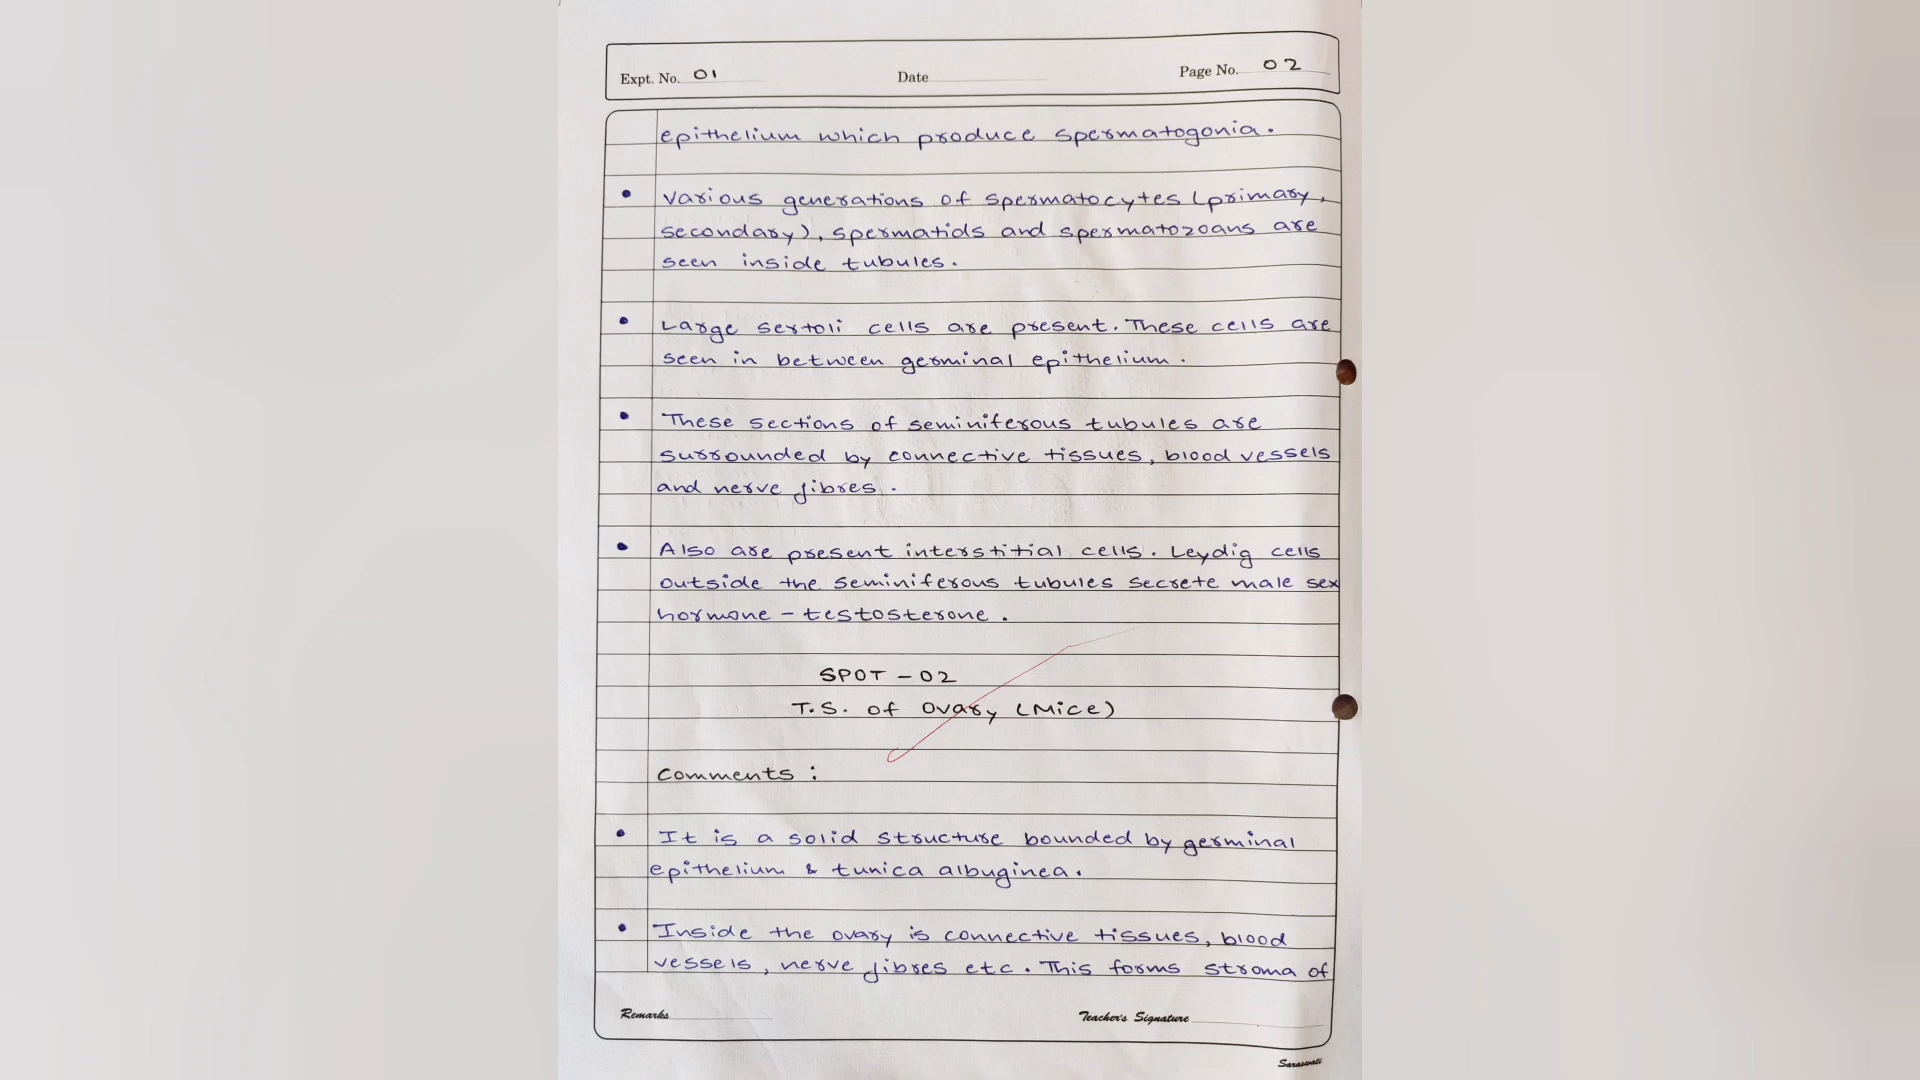 Expt. No. 01 Date Page No. 02
epithelium which produce spermatogonia.
• Various generations of spermatocytes (primary,
secondary), spermatids and spermatozoans are
seen inside tubules.
• Large sertoli cells are present. These cells are
seen in between germinal epithelium.
• These sections of seminiferous tubules are
surrounded by connective tissues, blood vessels
and nerve fibres.
• Also are present interstitial cells. Leydig cells
outside the seminiferous tubules secrete male sex
hormone - testosterone.
SPOT - 02
T.S. of Ovary (Mice)
Comments :
• It is a solid structure bounded by germinal
epithelium & tunica albuginea.
• Inside the ovary is connective tissues, blood
vessels, nerve fibres etc. This forms stroma of
Remarks Teacher's Signature
Saraswati